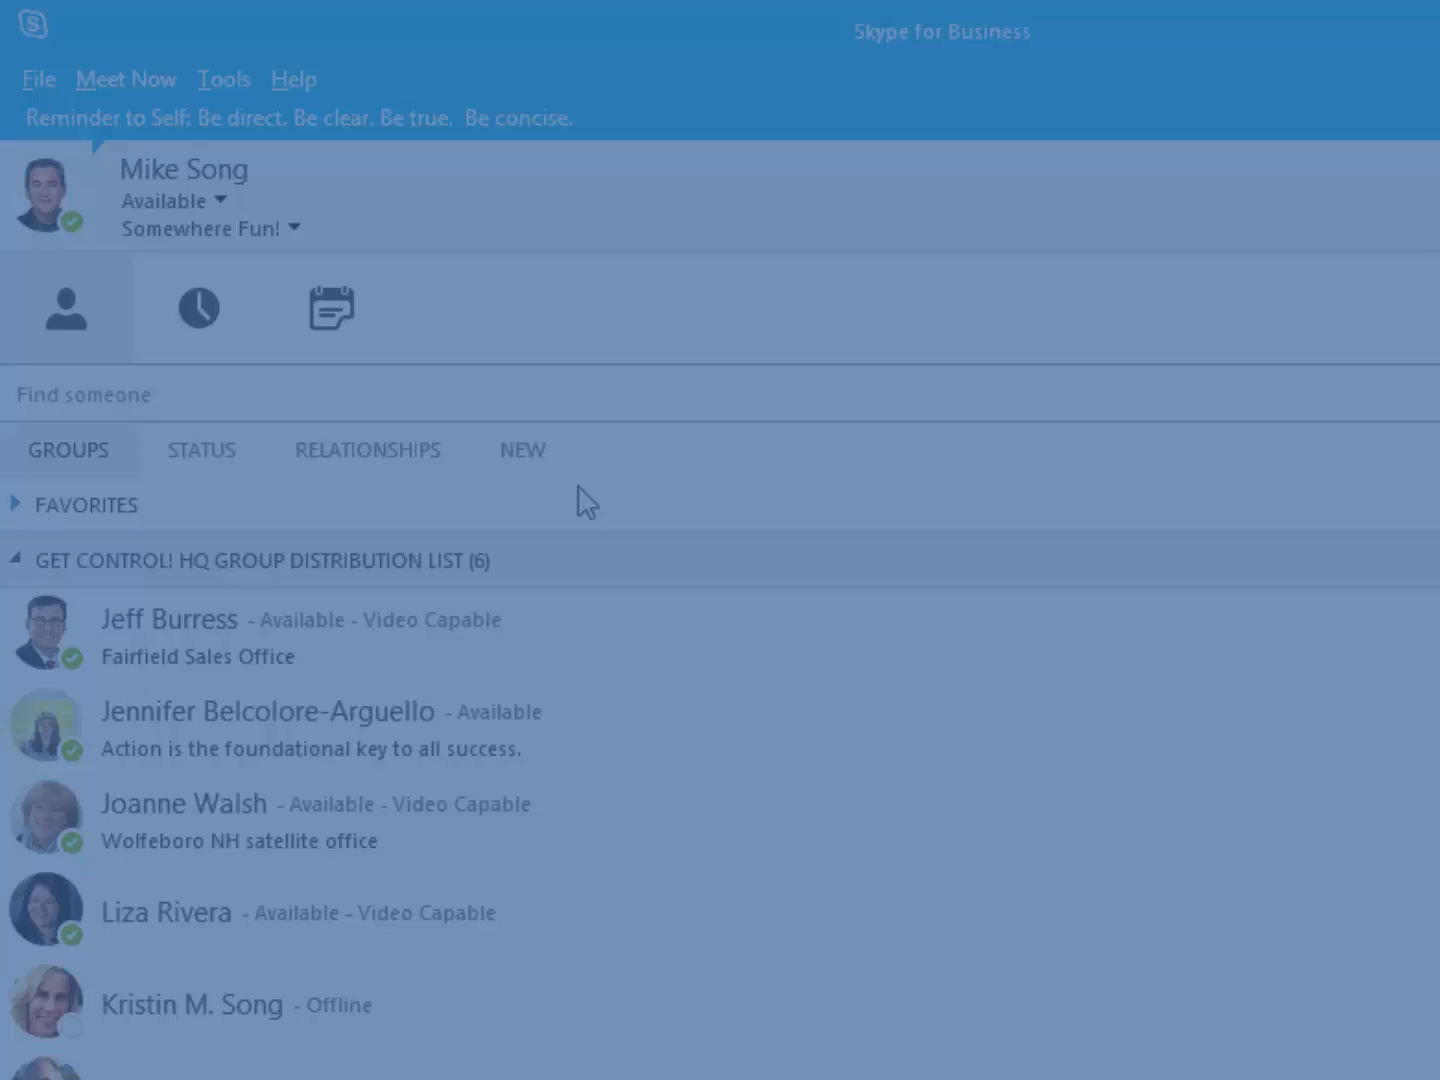 Skype for Business
File Meet Now Tools Help
Reminder to Self: Be direct. Be clear. Be true. Be concise.
Mike Song
Available
Somewhere Fun!
Find someone
GROUPS STATUS RELATIONSHIPS NEW
FAVORITES
GET CONTROL! HQ GROUP DISTRIBUTION LIST (6)
Jeff Burress - Available - Video Capable
Fairfield Sales Office
Jennifer Belcolore-Arguello - Available
Action is the foundational key to all success.
Joanne Walsh - Available - Video Capable
Wolfeboro NH satellite office
Liza Rivera - Available - Video Capable
Kristin M. Song - Offline